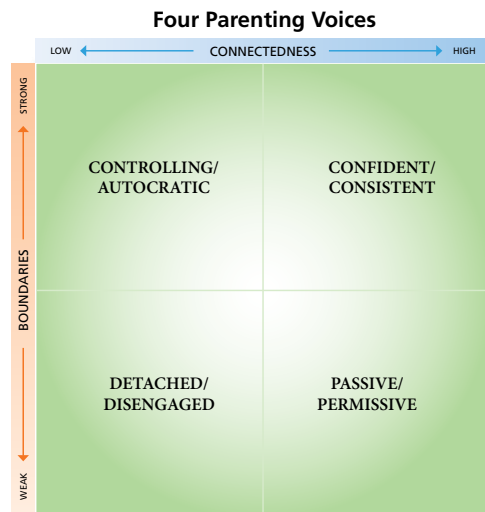 Four Parenting Voices
LOW CONNECTEDNESS HIGH
STRONG
BOUNDARIES
WEAK
CONTROLLING/
AUTOCRATIC
CONFIDENT/
CONSISTENT
DETACHED/
DISENGAGED
PASSIVE/
PERMISSIVE